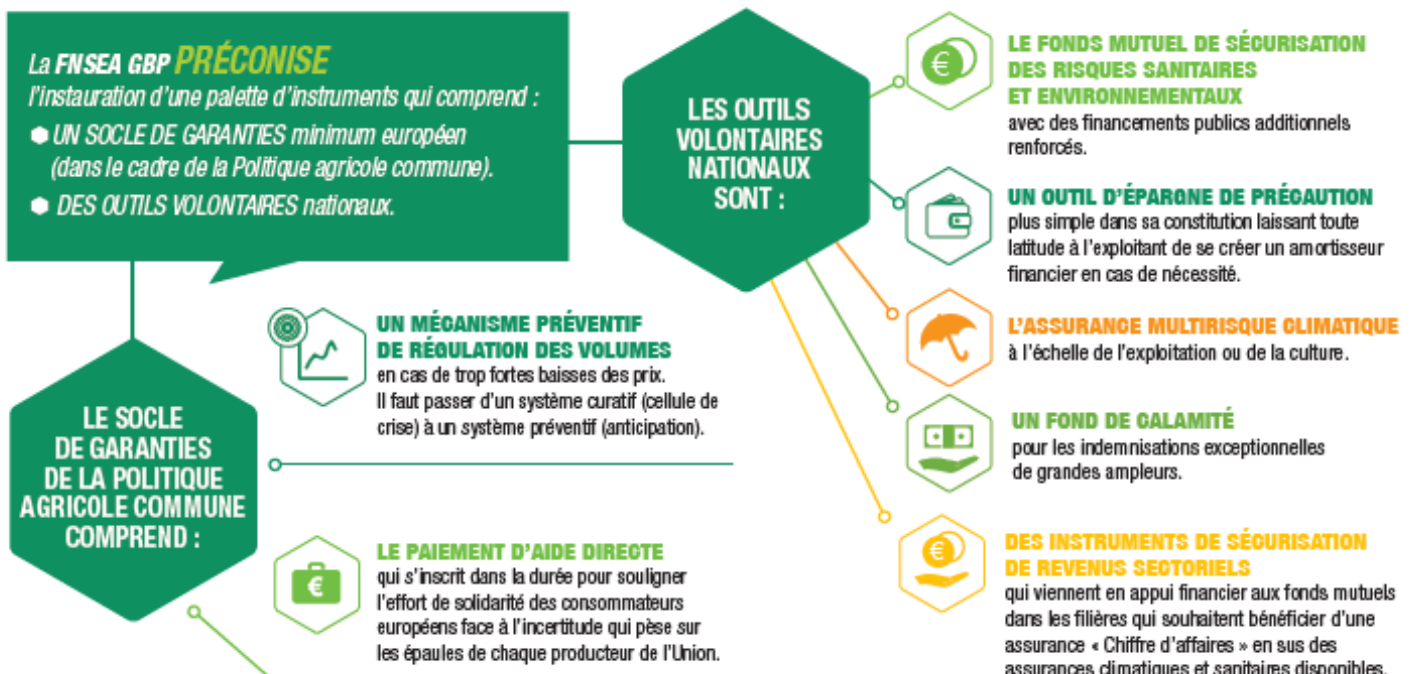 La FNSEA GBP PRÉCONISE
l'instauration d'une palette d'instruments qui comprend :
UN SOCLE DE GARANTIES minimum européen
(dans le cadre de la Politique agricole commune).
DES OUTILS VOLONTAIRES nationaux.
LE SOCLE
DE GARANTIES
DE LA POLITIQUE
AGRICOLE COMMUNE
COMPREND :
UN MÉCANISME PRÉVENTIF
DE RÉGULATION DES VOLUMES
en cas de trop fortes baisses des prix.
Il faut passer d'un système curatif (cellule de
crise) à un système préventif (anticipation).
LE PAIEMENT D'AIDE DIRECTE
qui s'inscrit dans la durée pour souligner
l'effort de solidarité des consommateurs
européens face à l'incertitude qui pèse sur
les épaules de chaque producteur de l'Union.
LES OUTILS
VOLONTAIRES
NATIONAUX
SONT :
LE FONDS MUTUEL DE SÉCURISATION
DES RISQUES SANITAIRES
ET ENVIRONNEMENTAUX
avec des financements publics additionnels
renforcés.
UN OUTIL D'ÉPARGNE DE PRÉCAUTION
plus simple dans sa constitution laissant toute
latitude à l'exploitant de se créer un amortisseur
financier en cas de nécessité.
L'ASSURANCE MULTIRISQUE CLIMATIQUE
à l'échelle de l'exploitation ou de la culture.
UN FOND DE CALAMITÉ
pour les indemnisations exceptionnelles
de grandes ampleurs.
DES INSTRUMENTS DE SÉCURISATION
DE REVENUS SECTORIELS
qui viennent en appui financier aux fonds mutuels
dans les filières qui souhaitent bénéficier d'une
assurance « Chiffre d'affaires » en sus des
assurances climatiques et sanitaires disponibles.